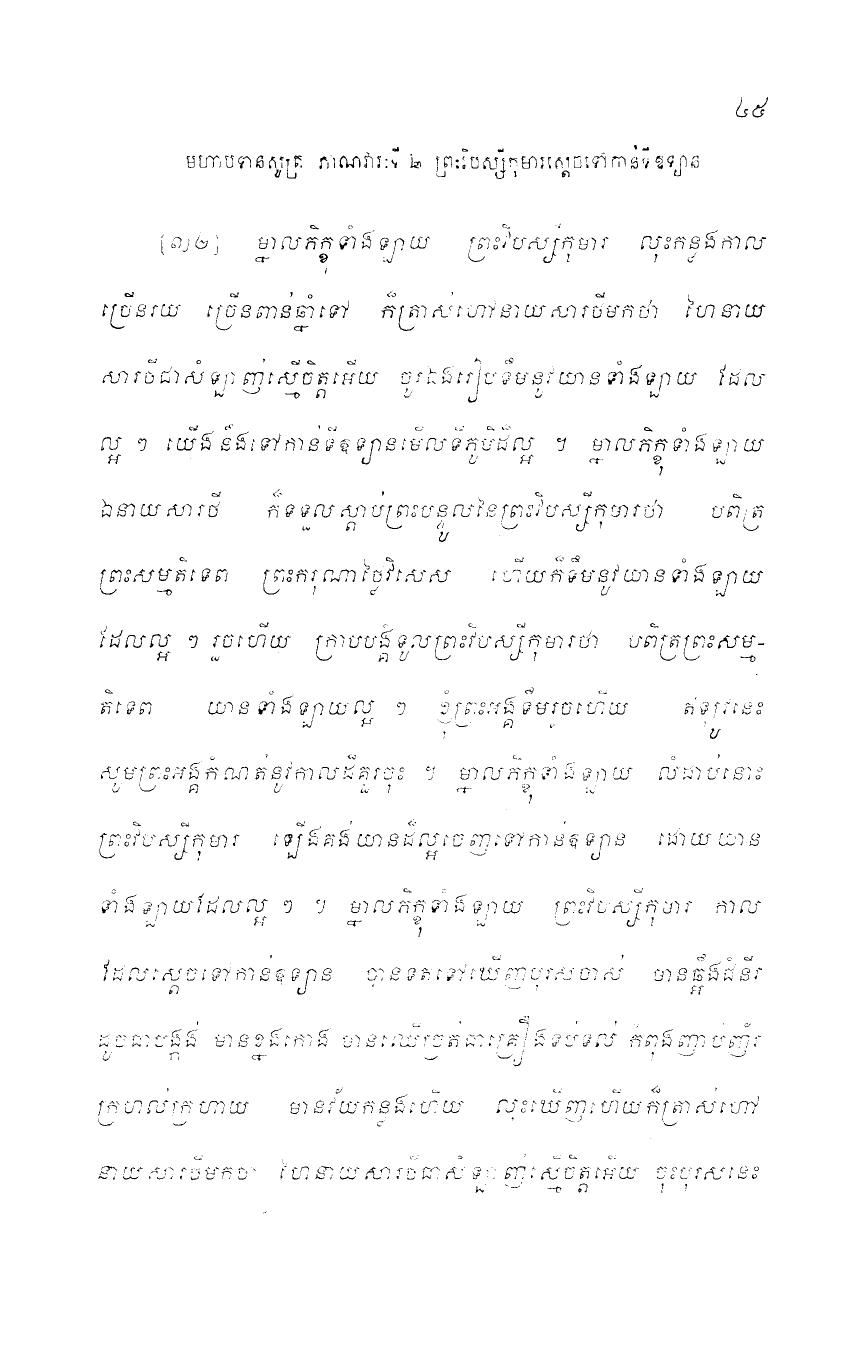 ៤៥
មហាបទានសូត្រ ភាណវារៈទី ២ ព្រះវិបស្សីកុមារស្តេចទៅកាន់ទីឧទ្យាន
[៣២] ម្នាលភិក្ខុទាំងឡាយ ព្រះវិបស្សីកុមារ លុះកន្លងកាល
ច្រើនរយ ច្រើនពាន់ឆ្នាំទៅ ក៏ត្រាស់ហៅនាយសារថីមកថា ហៃនាយ
សារថីជាសំឡាញ់ស្មើចិត្តអើយ ចូរឯងរៀបទឹមនូវយានទាំងឡាយ ដែល
ល្អ ៗ យើងនឹងទៅកាន់ទីឧទ្យានមើលទីភូមិដ៏ល្អ ។ ម្នាលភិក្ខុទាំងឡាយ
ឯនាយសារថី ក៏ទទួលស្តាប់ព្រះបន្ទូលនៃព្រះវិបស្សីកុមារថា បពិត្រ
ព្រះសម្មតិទេព ព្រះករុណាថ្លៃវិសេស ហើយក៏ទឹមនូវយានទាំងឡាយ
ដែលល្អ ៗ រួចហើយ ក្រាបបង្គំទូលព្រះវិបស្សីកុមារថា បពិត្រព្រះសម្ម-
តិទេព យានទាំងឡាយល្អ ៗ ខ្ញុំព្រះអង្គទឹមរួចហើយ ឥឡូវនេះ
សូមព្រះអង្គកំណត់នូវកាលដ៏គួរចុះ ។ ម្នាលភិក្ខុទាំងឡាយ លំដាប់នោះ
ព្រះវិបស្សីកុមារ ឡើងគង់យានដ៏ល្អចេញទៅកាន់ឧទ្យាន ដោយយាន
ទាំងឡាយដែលល្អ ៗ ។ ម្នាលភិក្ខុទាំងឡាយ ព្រះវិបស្សីកុមារ កាល
ដែលស្តេចទៅកាន់ឧទ្យាន បានទតទៅឃើញបុរសចាស់ មានឆ្អឹងជំនីរ
ដូចជាបង្កង់ មានខ្នងកោង មានឈើច្រត់ជាគ្រឿងទប់ទល់ កំពុងញាប់ញ័រ
ក្រហល់ក្រហាយ មានវ័យកន្លងហើយ លុះឃើញហើយក៏ត្រាស់ហៅ
នាយសារថីមកថា ហៃនាយសារថីជាសំឡាញ់ស្មើចិត្តអើយ ចុះបុរសនេះ